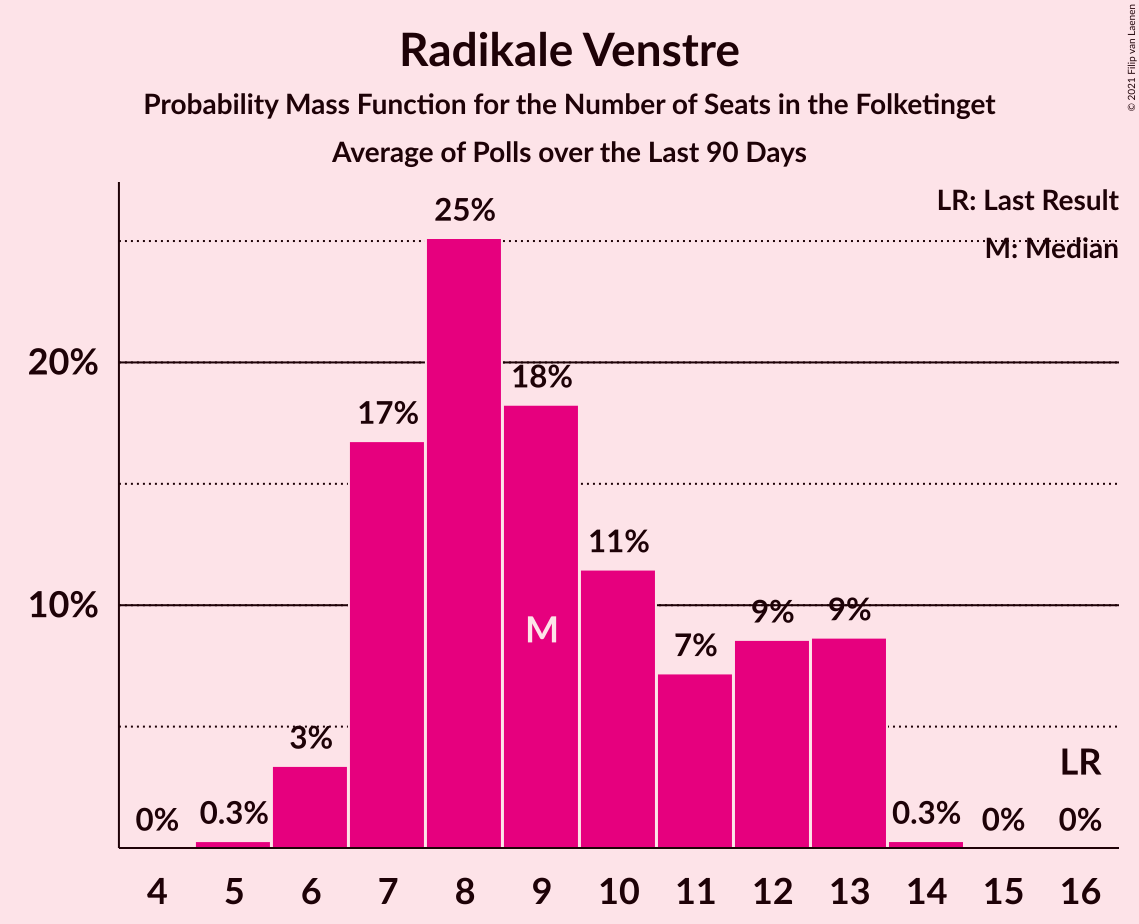 Radikale Venstre
Probability Mass Function for the Number of Seats in the Folketinget
Average of Polls over the Last 90 Days
© 2021 Filip van Laenen
LR: Last Result
M: Median
25%
20%
18%
17%
11%
10%
9%
9%
M
7%
3%
LR
0%
0.3%
0.3%
0%
0%
4 5 6 7 8 9 10 11 12 13 14 15 16